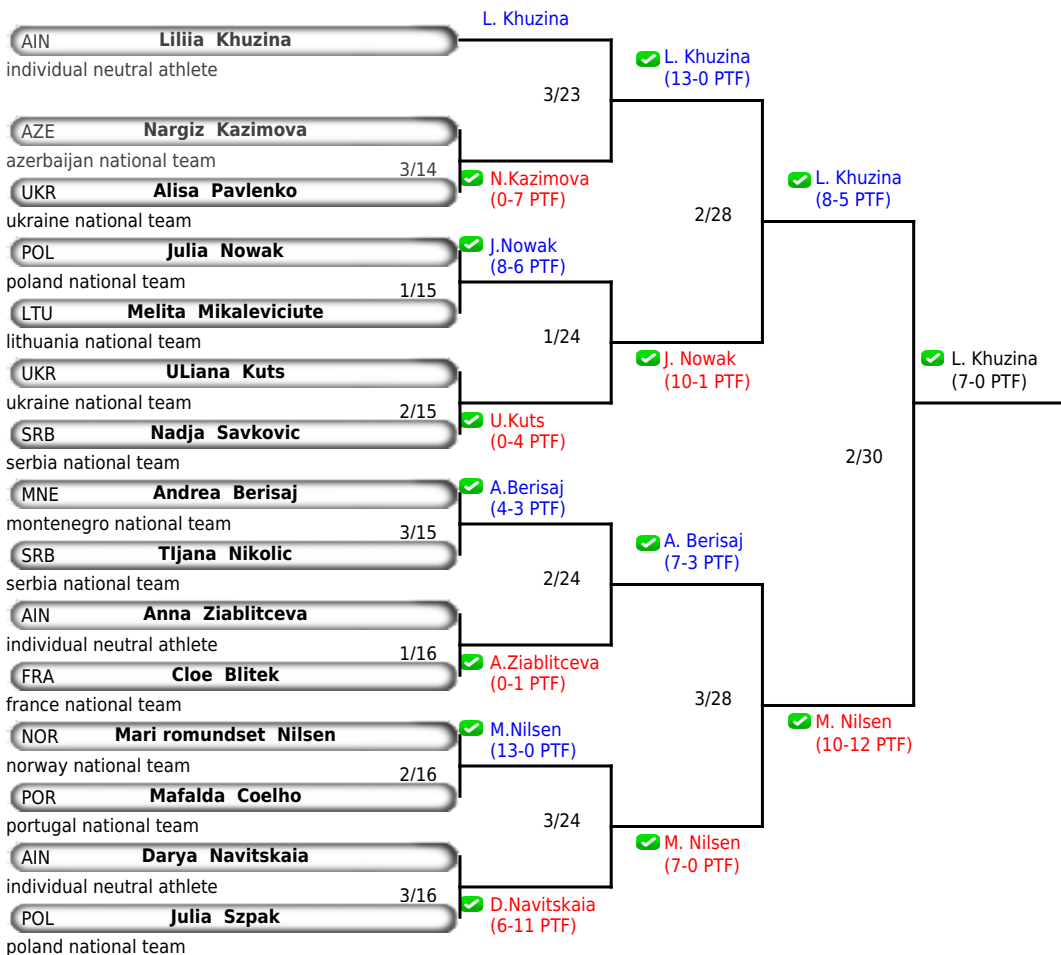 L. Khuzina
AIN Liliia Khuzina
individual neutral athlete
L. Khuzina
(13-0 PTF)
3/23
AZE Nargiz Kazimova
azerbaijan national team
3/14
UKR Alisa Pavlenko
N.Kazimova
(0-7 PTF)
L. Khuzina
(8-5 PTF)
ukraine national team
2/28
POL Julia Nowak
J.Nowak
(8-6 PTF)
poland national team
1/15
LTU Melita Mikaleviciute
lithuania national team
1/24
J. Nowak
(10-1 PTF)
L. Khuzina
(7-0 PTF)
UKR ULiana Kuts
ukraine national team
2/15
SRB Nadja Savkovic
U.Kuts
(0-4 PTF)
serbia national team
2/30
MNE Andrea Berisaj
A.Berisaj
(4-3 PTF)
montenegro national team
3/15
SRB TIjana Nikolic
A. Berisaj
(7-3 PTF)
serbia national team
2/24
AIN Anna Ziablitceva
individual neutral athlete
1/16
FRA Cloe Blitek
A.Ziablitceva
(0-1 PTF)
france national team
3/28
NOR Mari romundset Nilsen
M.Nilsen
(13-0 PTF)
M. Nilsen
(10-12 PTF)
norway national team
2/16
POR Mafalda Coelho
portugal national team
3/24
M. Nilsen
(7-0 PTF)
AIN Darya Navitskaia
individual neutral athlete
3/16
POL Julia Szpak
D.Navitskaia
(6-11 PTF)
poland national team